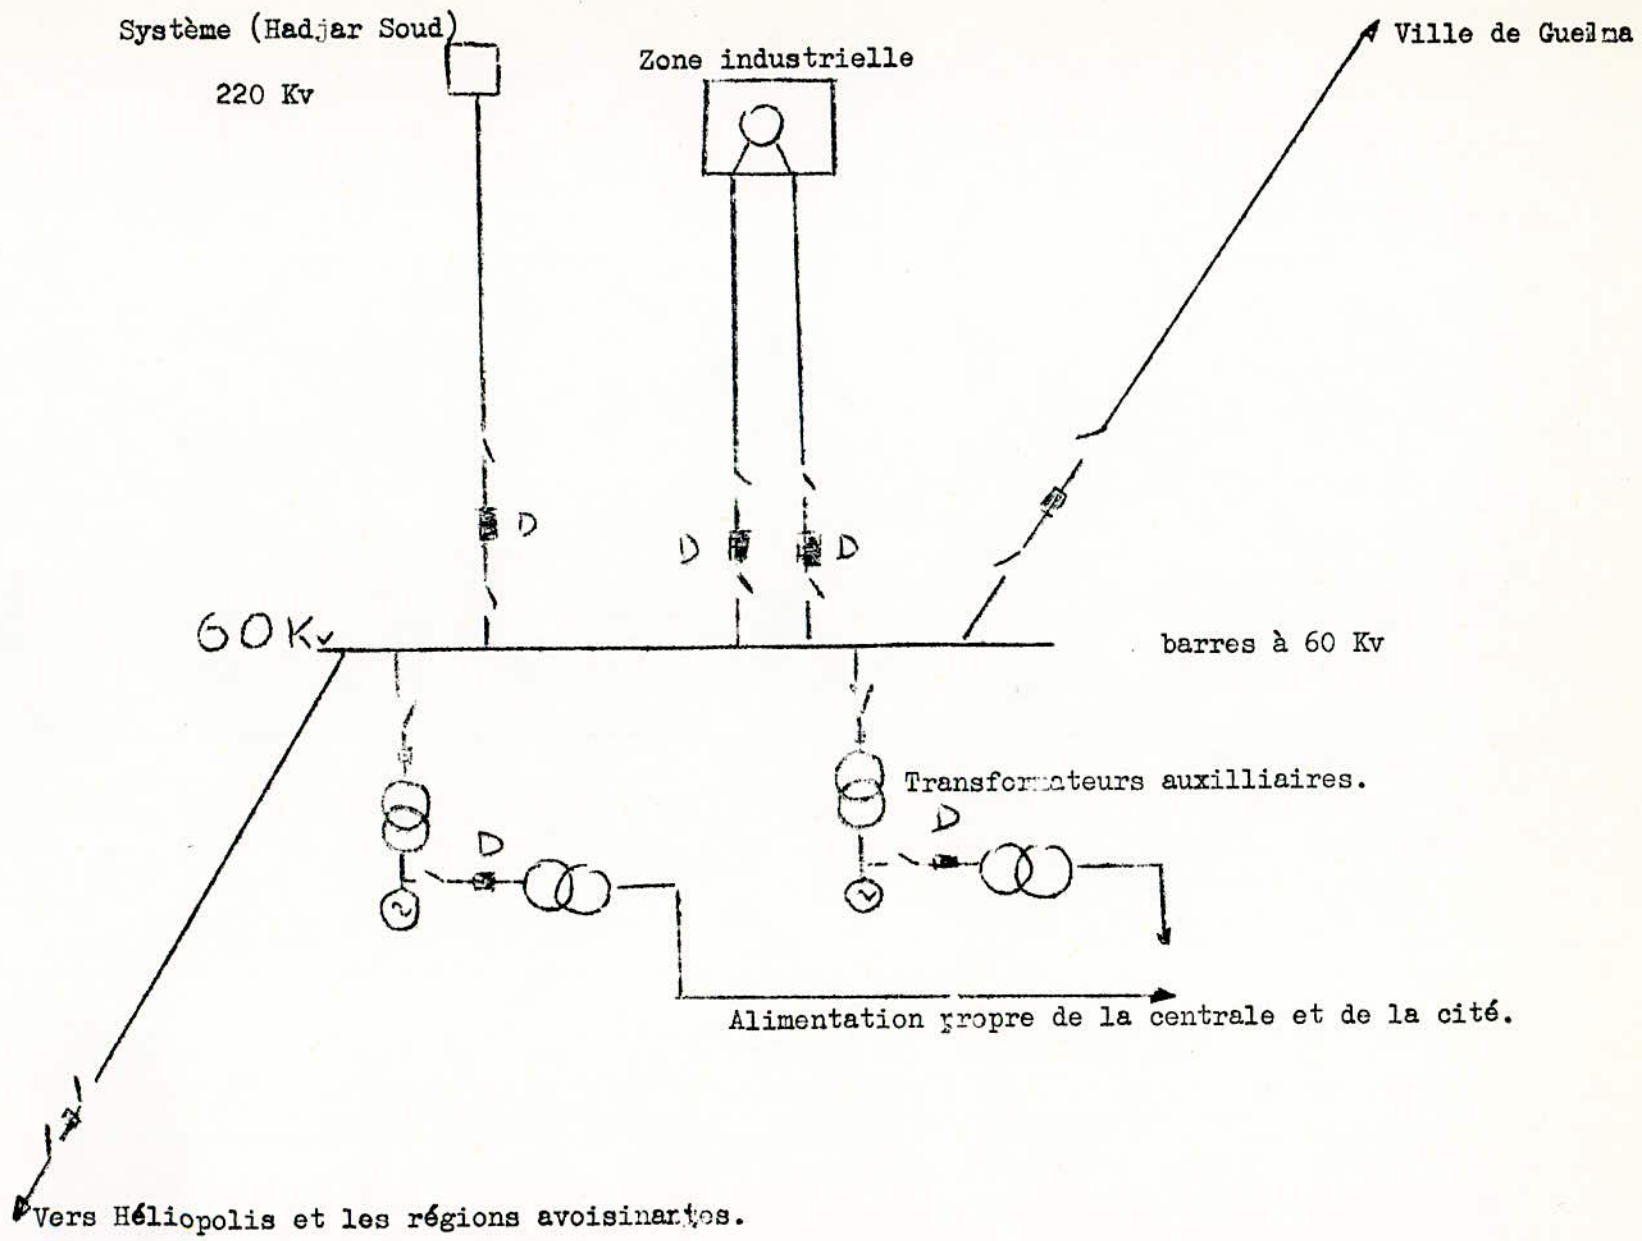 Système (Hadjar Soud)
220 Kv
Zone industrielle
Ville de Guelma
D
D
D
60 Kv
barres à 60 Kv
Transformateurs auxilliaires.
D
D
Alimentation propre de la centrale et de la cité.
Vers Héliopolis et les régions avoisinantes.